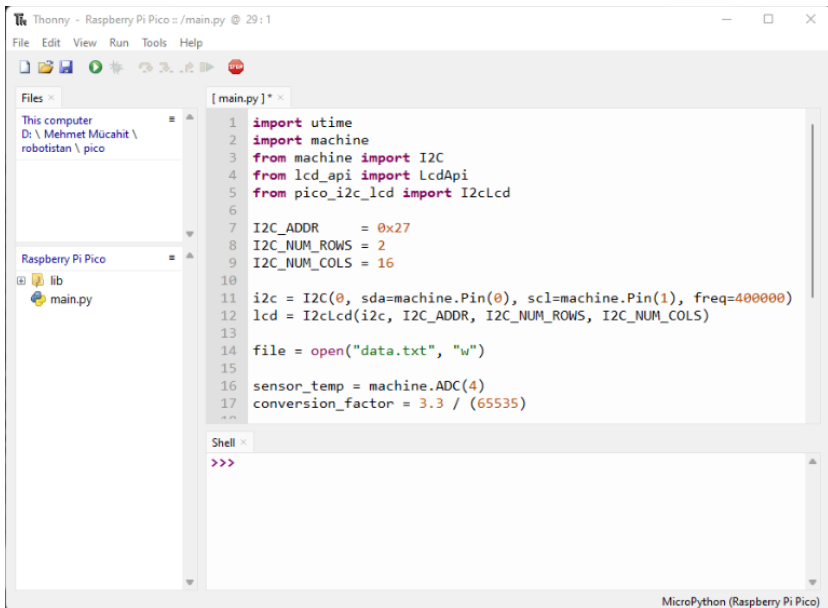 Thonny - Raspberry Pi Pico :: /main.py @ 29 : 1
File Edit View Run Tools Help
Files
This computer
D: \ Mehmet Mücahit \
robotistan \ pico
Raspberry Pi Pico
lib
main.py
[ main.py ] *
1 import utime
2 import machine
3 from machine import I2C
4 from lcd_api import LcdApi
5 from pico_i2c_lcd import I2cLcd
6
7 I2C_ADDR     = 0x27
8 I2C_NUM_ROWS = 2
9 I2C_NUM_COLS = 16
10
11 i2c = I2C(0, sda=machine.Pin(0), scl=machine.Pin(1), freq=400000)
12 lcd = I2cLcd(i2c, I2C_ADDR, I2C_NUM_ROWS, I2C_NUM_COLS)
13
14 file = open("data.txt", "w")
15
16 sensor_temp = machine.ADC(4)
17 conversion_factor = 3.3 / (65535)
Shell
>>>
MicroPython (Raspberry Pi Pico)